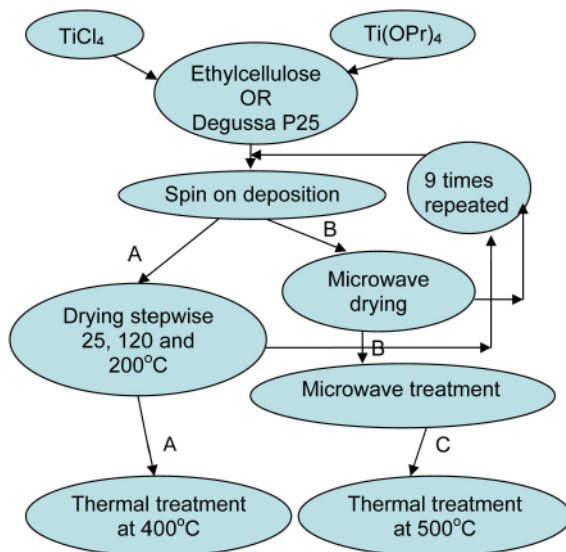 TiCl₄
Ti(OPr)₄
Ethylcellulose
OR
Degussa P25
Spin on deposition
9 times
repeated
A
B
Microwave
drying
Drying stepwise
25, 120 and
200°C
B
Microwave treatment
A
C
Thermal treatment
at 400°C
Thermal treatment
at 500°C